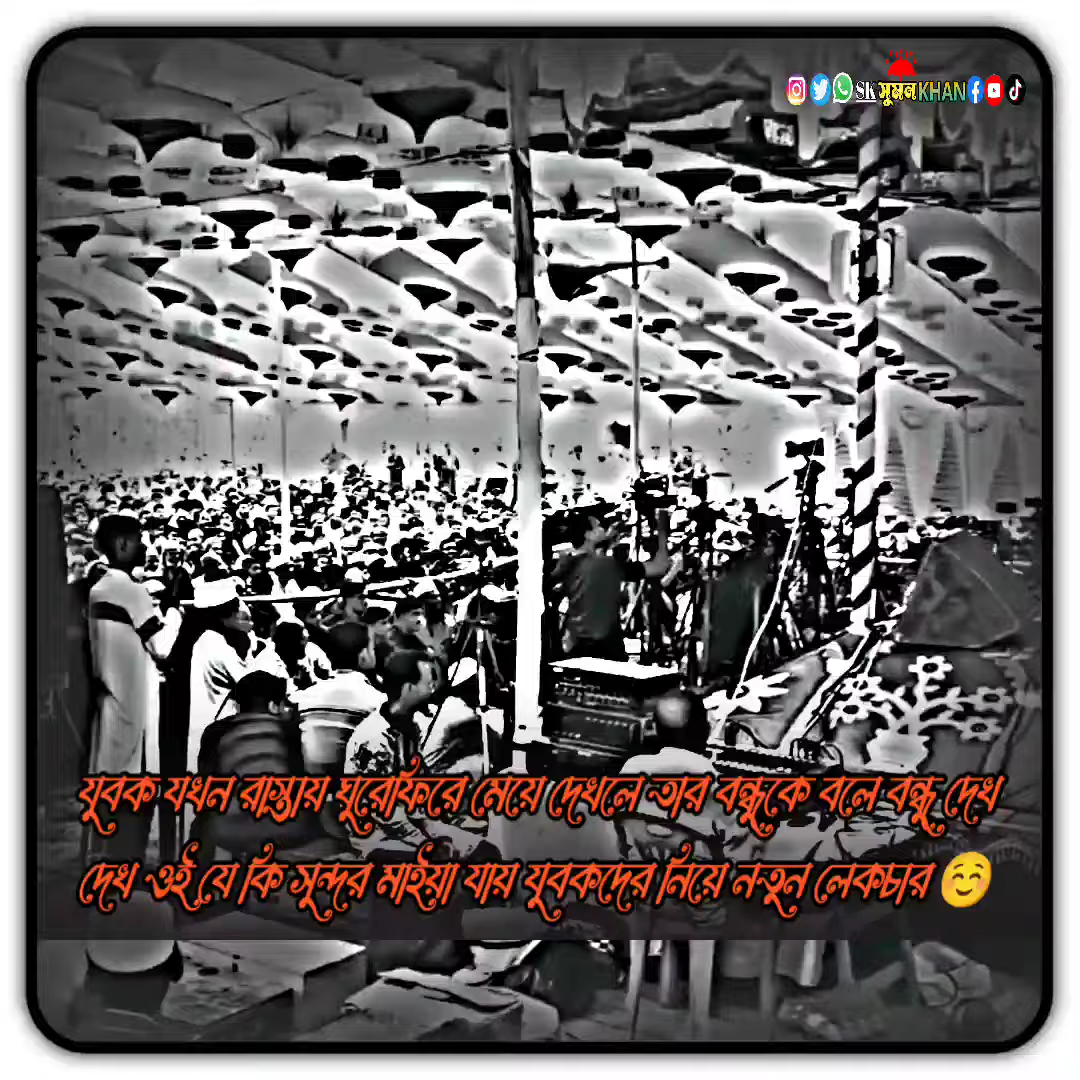 SK সুমন KHAN
যুবক যখন রাস্তায় ঘুরেফিরে মেয়ে দেখলে তার বন্ধুকে বলে বন্ধু দেখ
দেখ ওই যে কি সুন্দর মাইয়া যায় যুবকদের নিয়ে নতুন লেকচার ☺️